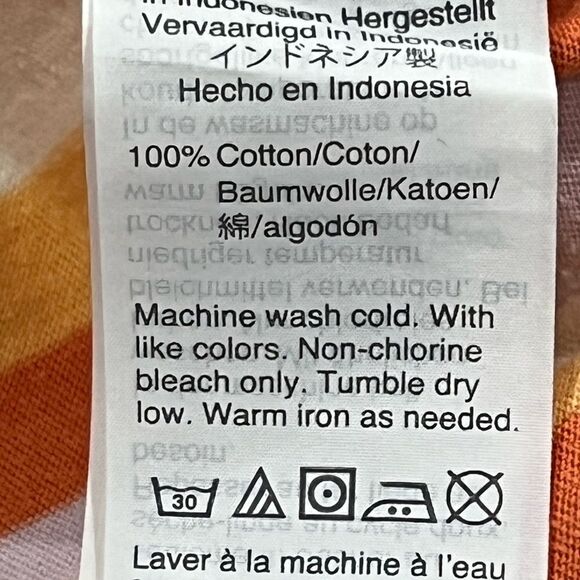 in Indonesien Hergestellt
Vervaardigd in Indonesië
インドネシア製
Hecho en Indonesia
100% Cotton/Coton/
Baumwolle/Katoen/
綿/algodón
Machine wash cold. With
like colors. Non-chlorine
bleach only. Tumble dry
low. Warm iron as needed.
30
Laver à la machine à l'eau